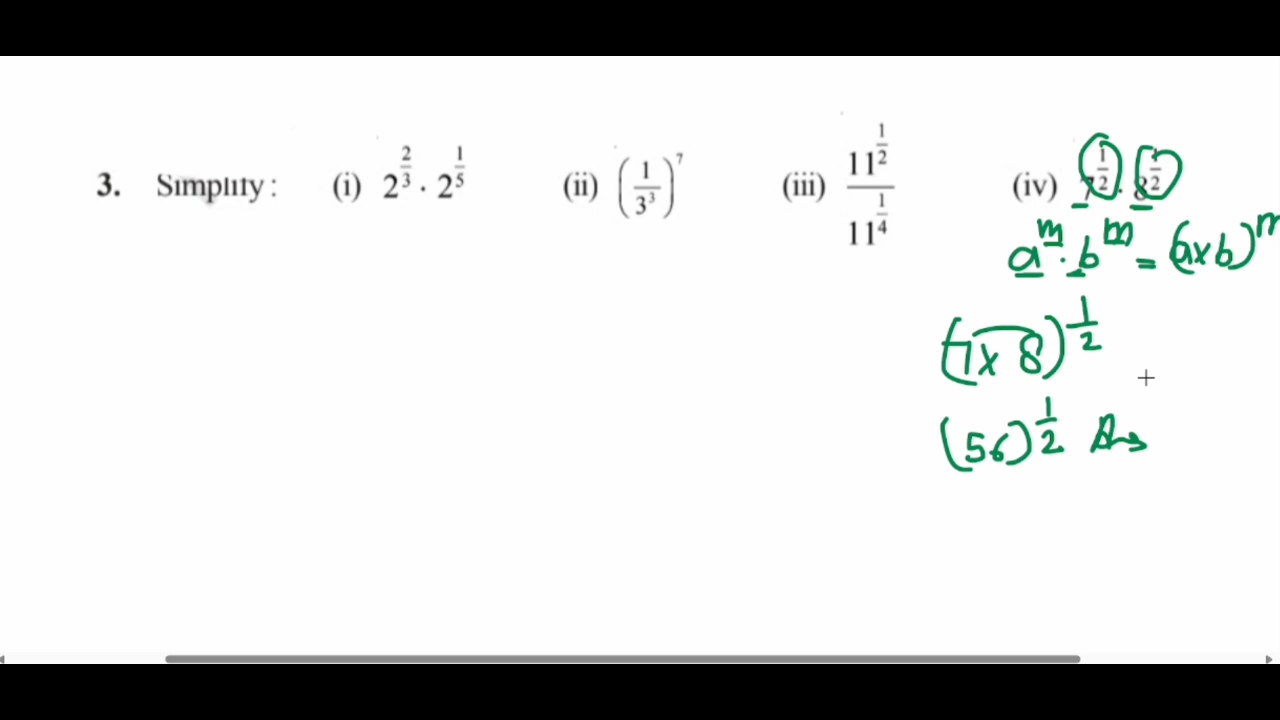 3. Simplify : (i) 2^{2/3} . 2^{1/5} (ii) (1/3^3)^7 (iii) 11^{1/2}/11^{1/4} (iv) 7^{1/2} . 8^{1/2}
a^m . b^m = (a×b)^m
(7×8)^{1/2}
(56)^{1/2} Ans